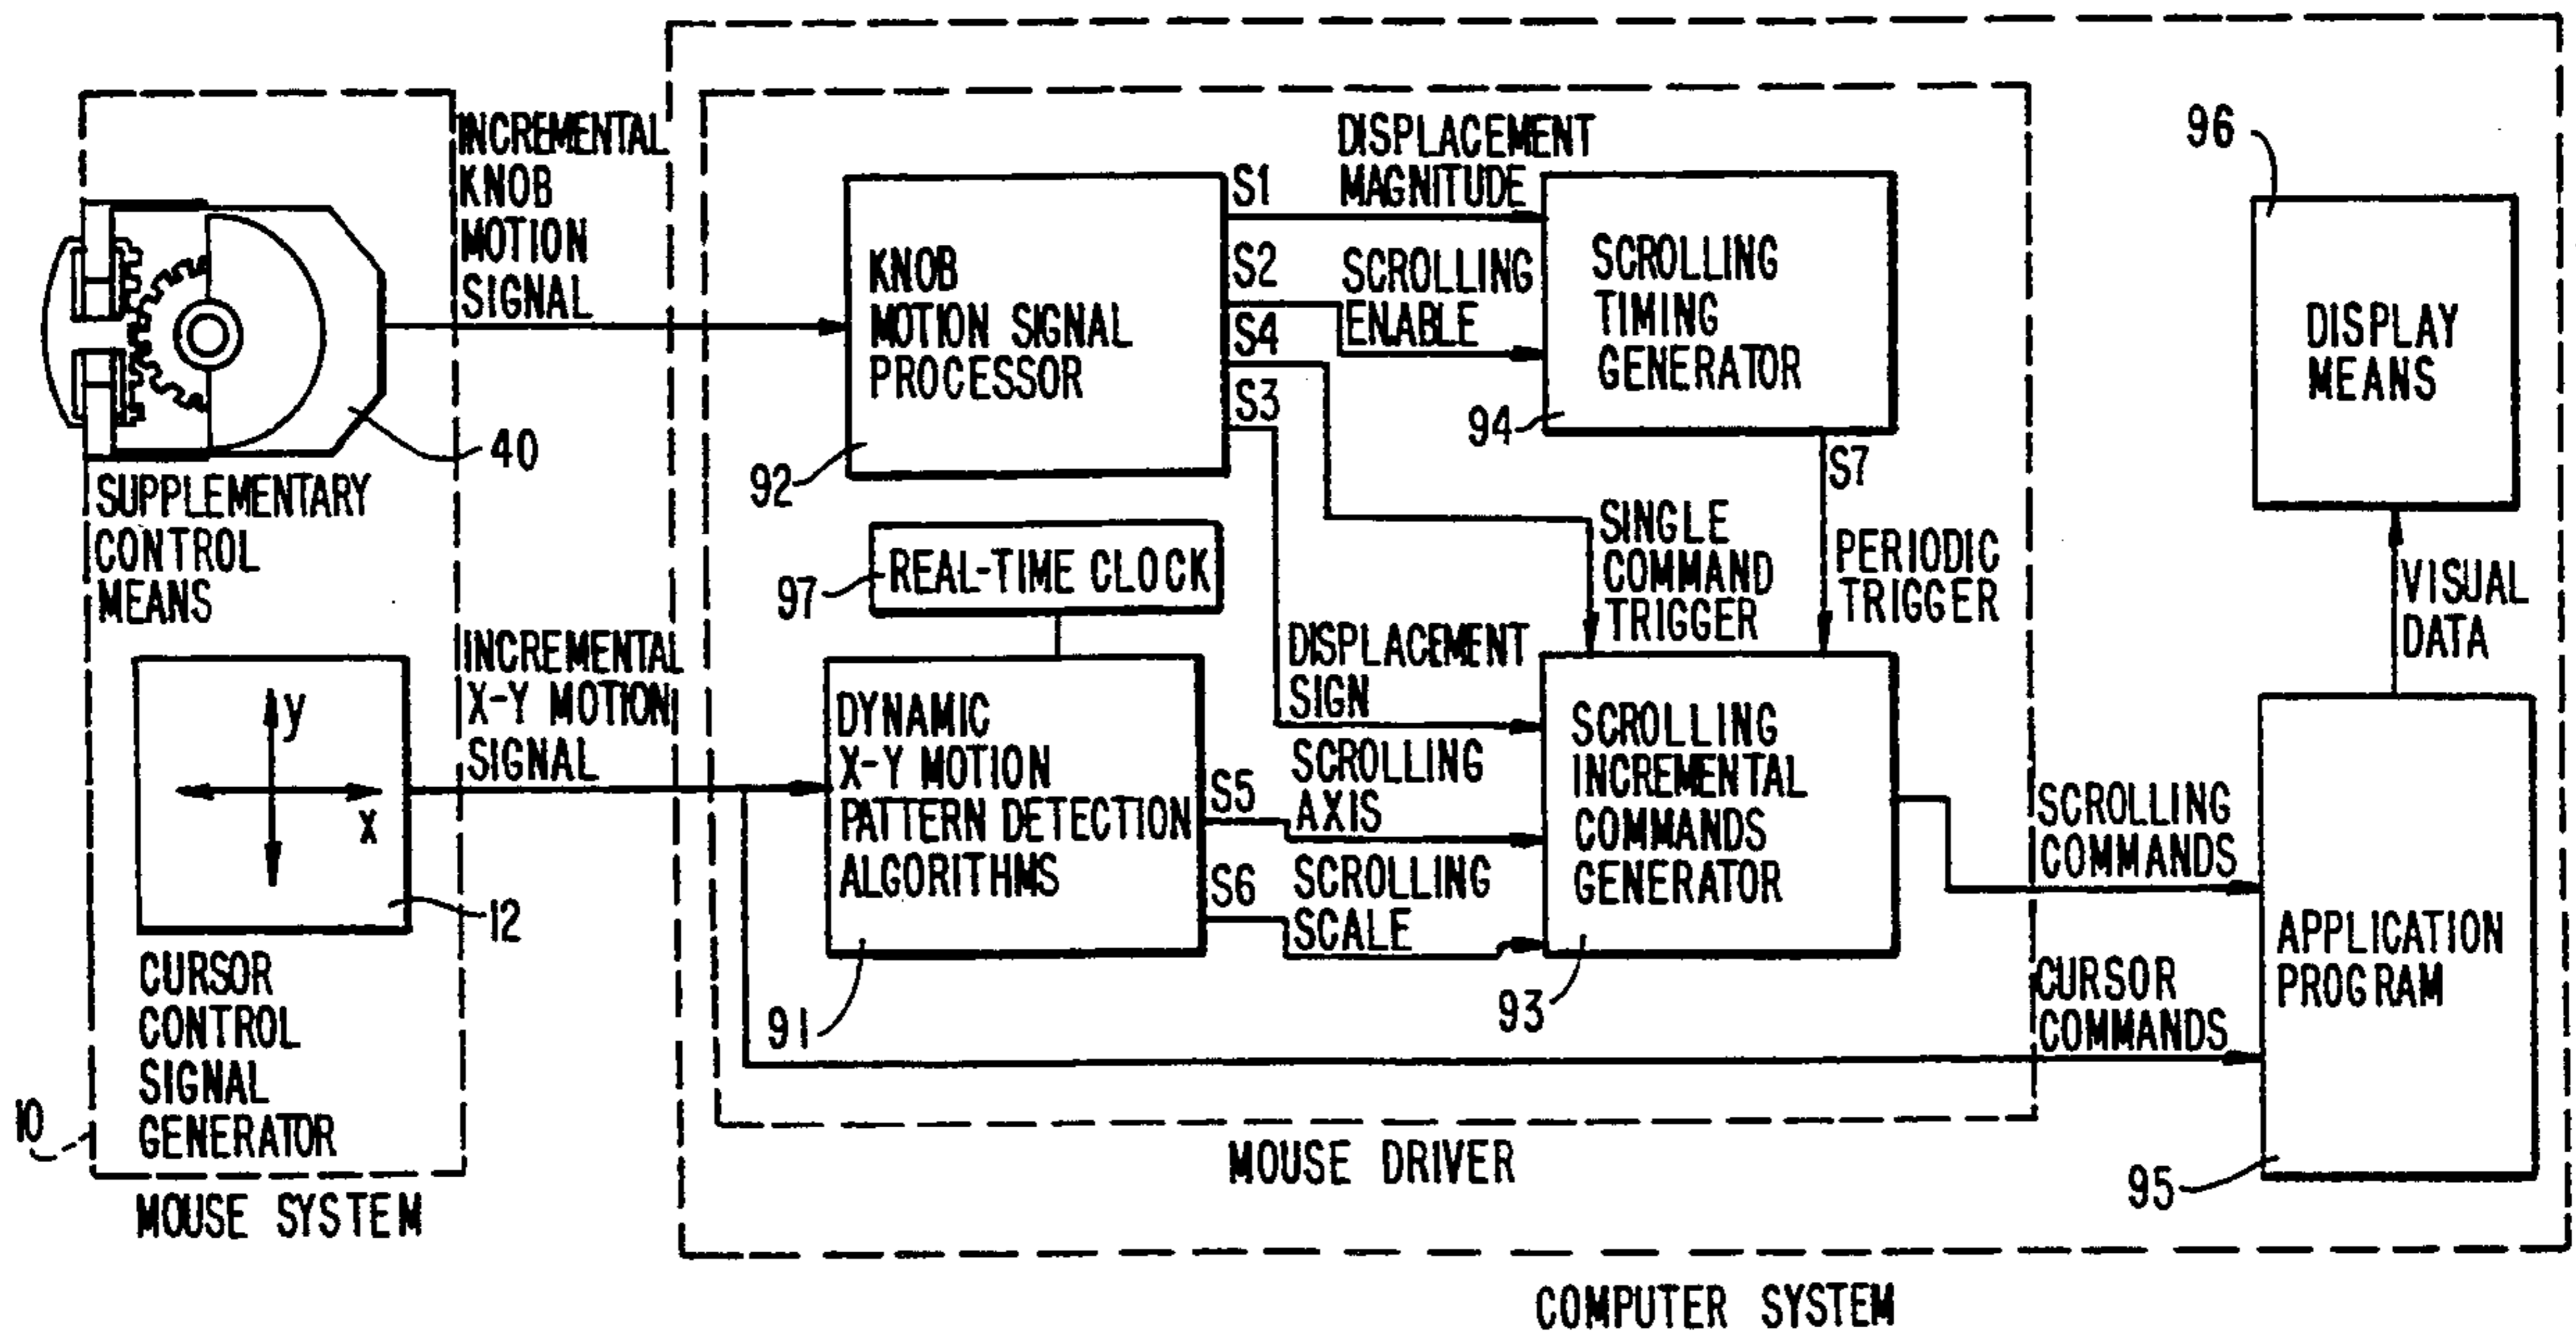 INCREMENTAL
KNOB
MOTION
SIGNAL
40
SUPPLEMENTARY
CONTROL
MEANS
INCREMENTAL
X-Y MOTION
SIGNAL
y
x
12
CURSOR
CONTROL
SIGNAL
GENERATOR
10
MOUSE SYSTEM
KNOB
MOTION SIGNAL
PROCESSOR
92
S1
S2
S4
S3
DISPLACEMENT
MAGNITUDE
SCROLLING
ENABLE
SCROLLING
TIMING
GENERATOR
94
S7
SINGLE
COMMAND
TRIGGER
PERIODIC
TRIGGER
REAL-TIME CLOCK
97
DYNAMIC
X-Y MOTION
PATTERN DETECTION
ALGORITHMS
91
DISPLACEMENT
SIGN
S5
SCROLLING
AXIS
S6
SCROLLING
SCALE
SCROLLING
INCREMENTAL
COMMANDS
GENERATOR
93
MOUSE DRIVER
SCROLLING
COMMANDS
CURSOR
COMMANDS
96
DISPLAY
MEANS
VISUAL
DATA
APPLICATION
PROGRAM
95
COMPUTER SYSTEM